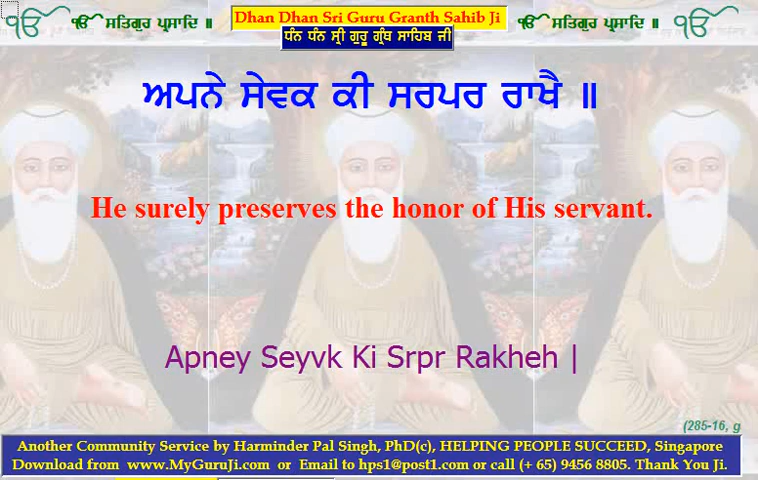 ੴ ਸਤਿਗੁਰ ਪ੍ਰਸਾਦਿ ॥ Dhan Dhan Sri Guru Granth Sahib Ji ੴ ਸਤਿਗੁਰ ਪ੍ਰਸਾਦਿ ॥ ੴ
ਧੰਨ ਧੰਨ ਸ੍ਰੀ ਗੁਰੂ ਗ੍ਰੰਥ ਸਾਹਿਬ ਜੀ
ਅਪਨੇ ਸੇਵਕ ਕੀ ਸਰਪਰ ਰਾਖੈ ॥
He surely preserves the honor of His servant.
Apney Seyvk Ki Srpr Rakheh |
(285-16, g
Another Community Service by Harminder Pal Singh, PhD(c), HELPING PEOPLE SUCCEED, Singapore
Download from www.MyGuruJi.com or Email to hps1@post1.com or call (+ 65) 9456 8805. Thank You Ji.